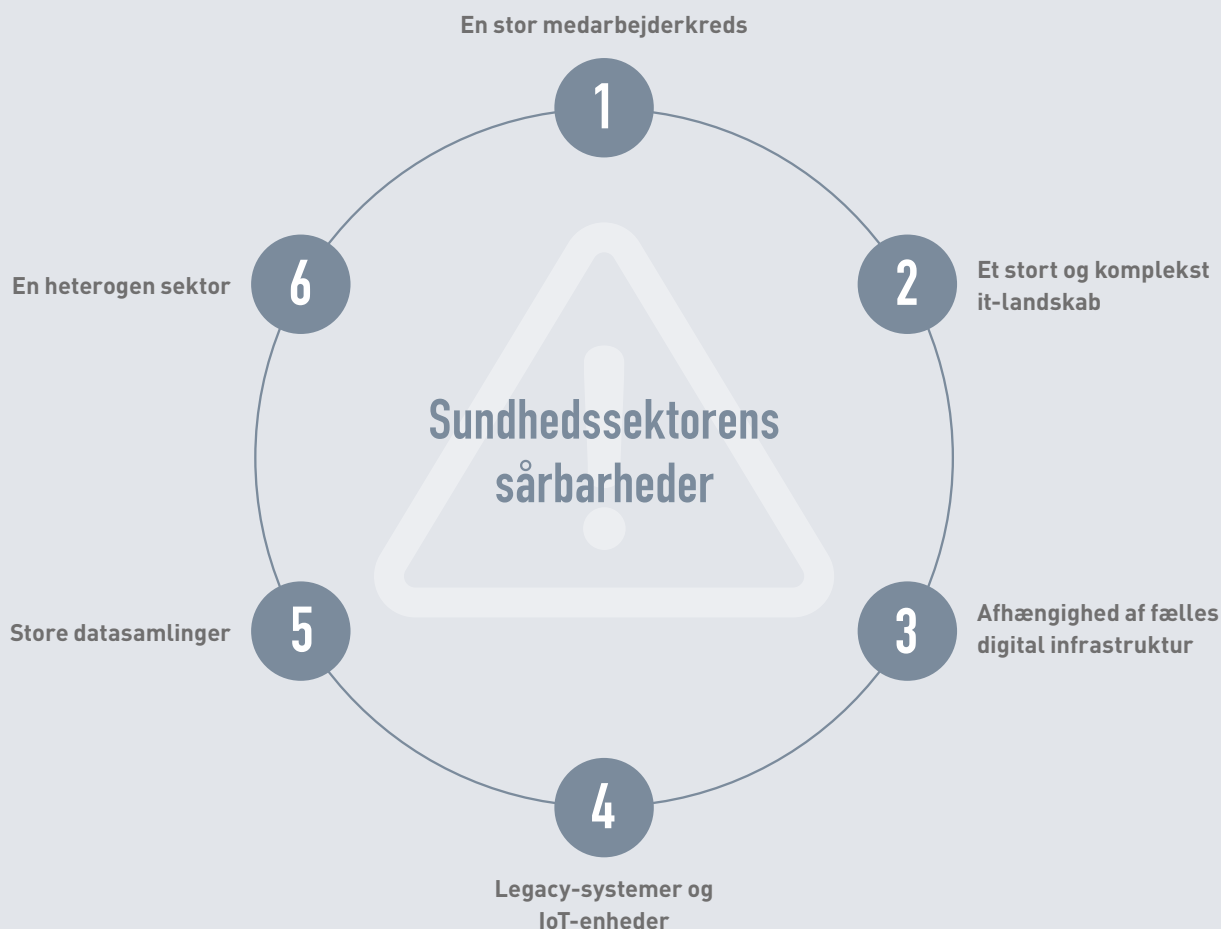 En stor medarbejderkreds
1
2
Et stort og komplekst
it-landskab
3
Afhængighed af fælles
digital infrastruktur
4
Legacy-systemer og
IoT-enheder
5
Store datasamlinger
6
En heterogen sektor
Sundhedssektorens
sårbarheder